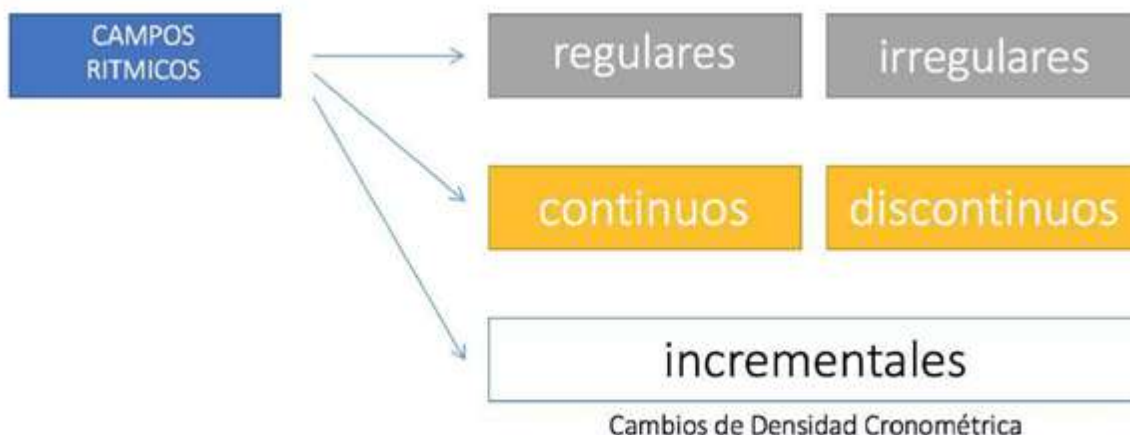 CAMPOS
RITMICOS
regulares
irregulares
continuos
discontinuos
incrementales
Cambios de Densidad Cronométrica